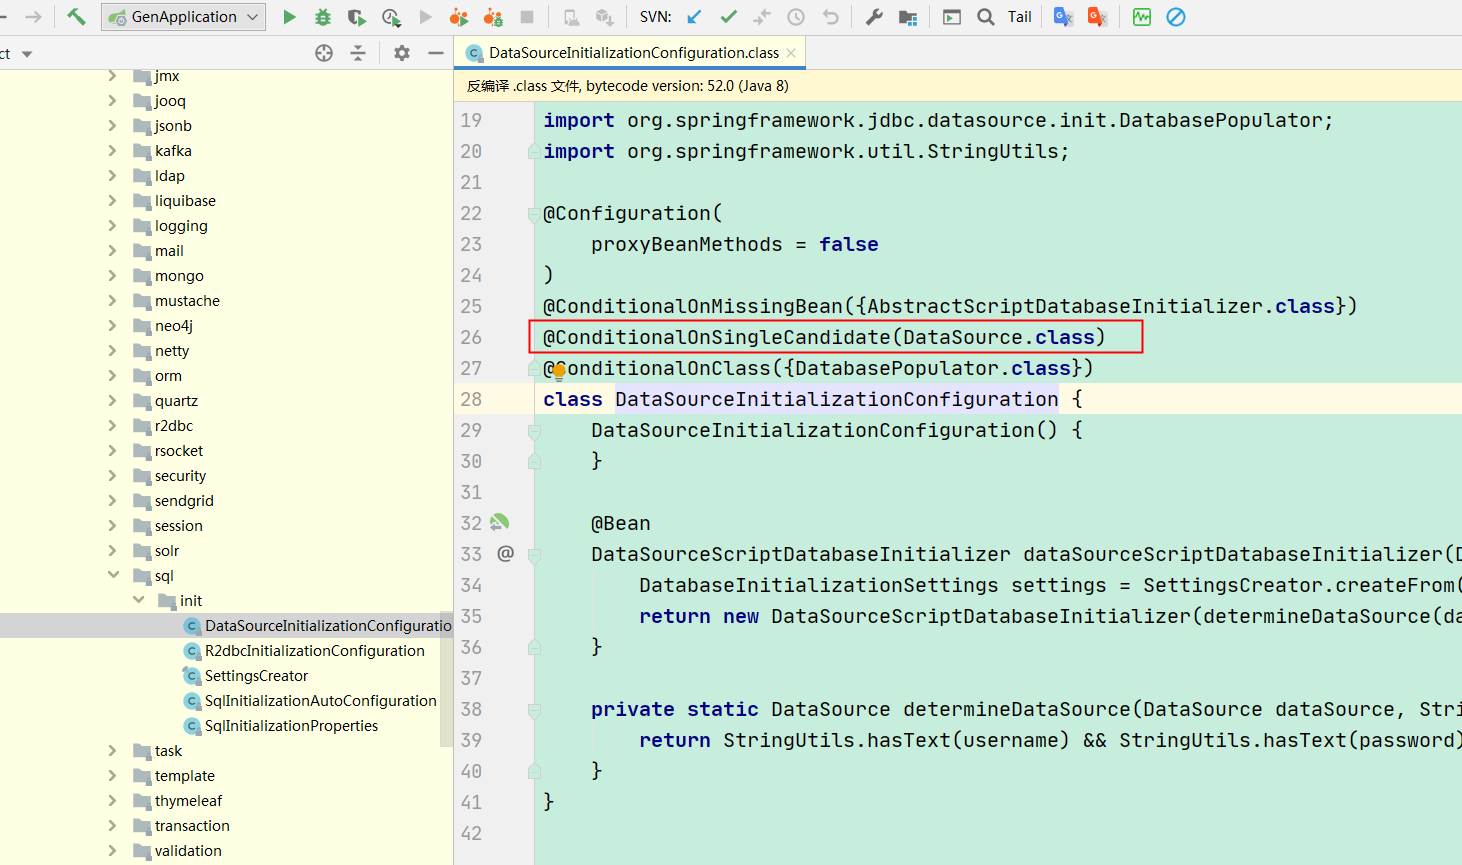 GenApplication
SVN:
Tail
ct
DataSourceInitializationConfiguration.class
反编译 .class 文件, bytecode version: 52.0 (Java 8)
jmx
jooq
jsonb
kafka
ldap
liquibase
logging
mail
mongo
mustache
neo4j
netty
orm
quartz
r2dbc
rsocket
security
sendgrid
session
solr
sql
init
DataSourceInitializationConfiguratio
R2dbcInitializationConfiguration
SettingsCreator
SqlInitializationAutoConfiguration
SqlInitializationProperties
task
template
thymeleaf
transaction
validation
19 import org.springframework.jdbc.datasource.init.DatabasePopulator;
20 import org.springframework.util.StringUtils;
21
22 @Configuration(
23 proxyBeanMethods = false
24 )
25 @ConditionalOnMissingBean({AbstractScriptDatabaseInitializer.class})
26 @ConditionalOnSingleCandidate(DataSource.class)
27 @ConditionalOnClass({DatabasePopulator.class})
28 class DataSourceInitializationConfiguration {
29 DataSourceInitializationConfiguration() {
30 }
31
32 @Bean
33 @ DataSourceScriptDatabaseInitializer dataSourceScriptDatabaseInitializer(D
34 DatabaseInitializationSettings settings = SettingsCreator.createFrom(
35 return new DataSourceScriptDatabaseInitializer(determineDataSource(da
36 }
37
38 private static DataSource determineDataSource(DataSource dataSource, Stri
39 return StringUtils.hasText(username) && StringUtils.hasText(password)
40 }
41 }
42